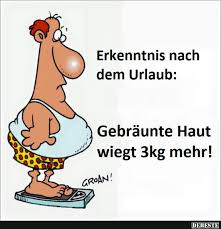 Erkenntnis nach
dem Urlaub:
Gebräunte Haut
wiegt 3kg mehr!
GROAN!
DEBESTE